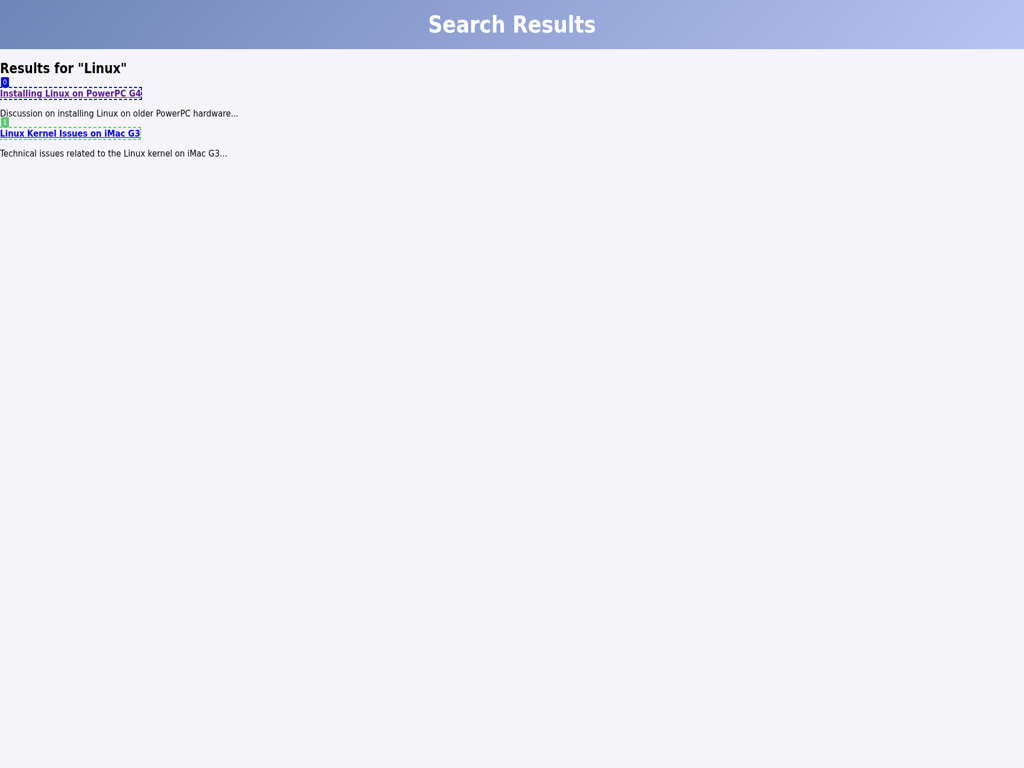 Search Results
Results for "Linux"
0
Installing Linux on PowerPC G4
Discussion on installing Linux on older PowerPC hardware...
1
Linux Kernel Issues on iMac G3
Technical issues related to the Linux kernel on iMac G3...